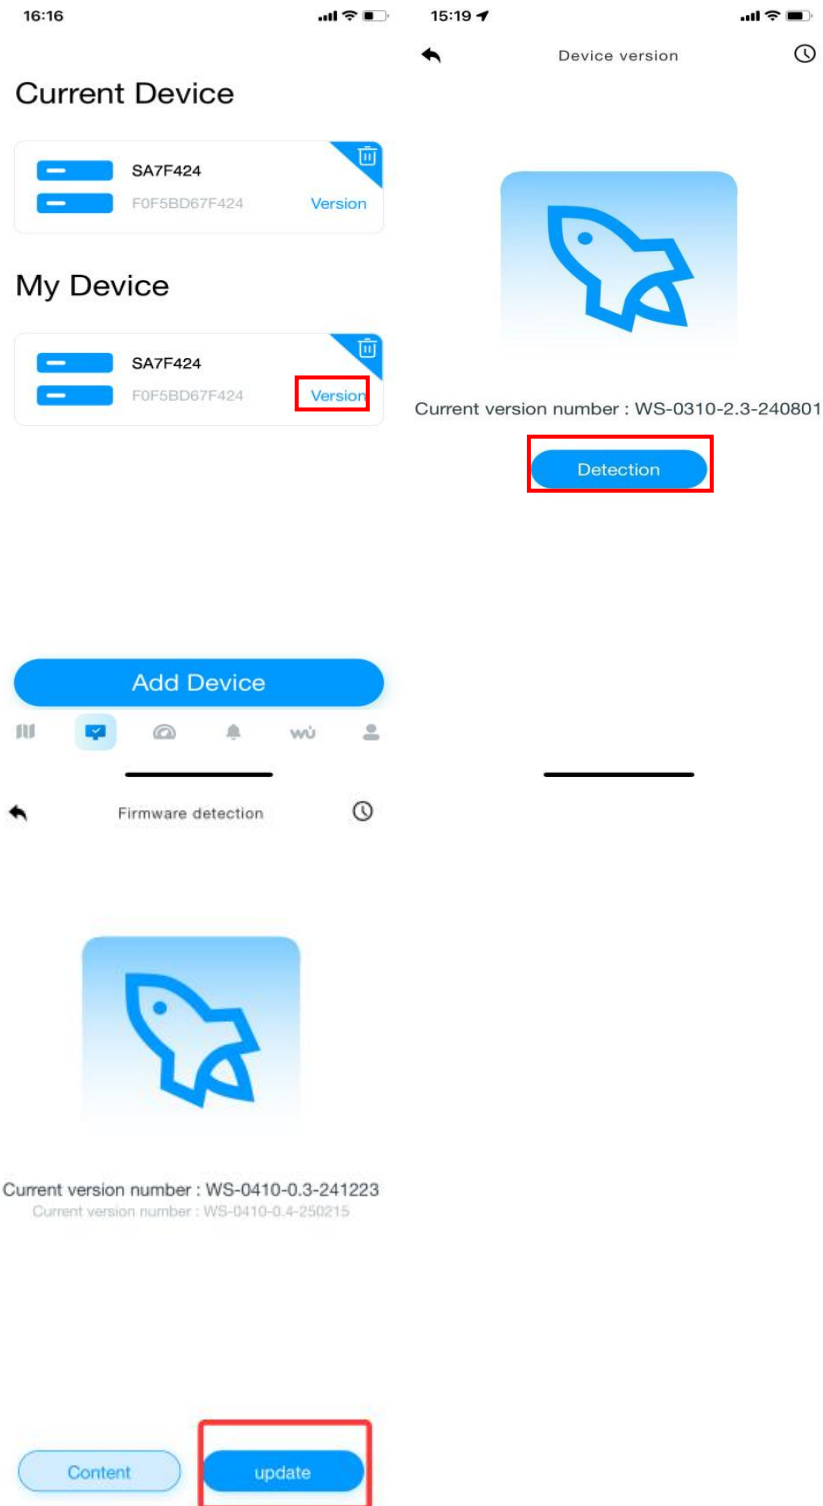 16:16
Current Device
SA7F424
F0F5BD67F424
Version
My Device
SA7F424
F0F5BD67F424
Version
Add Device
wù
15:19
Device version
Current version number : WS-0310-2.3-240801
Detection
Firmware detection
Current version number : WS-0410-0.3-241223
Current version number : WS-0410-0.4-250215
Content
update